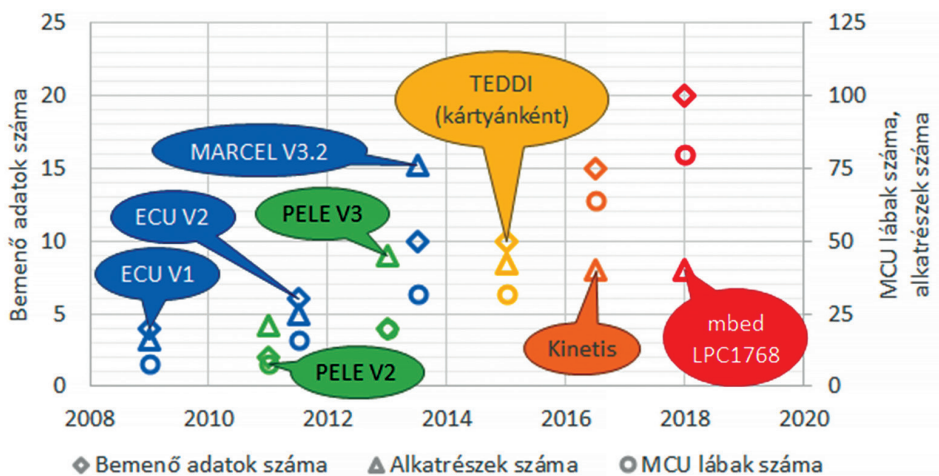 Bemenő adatok száma
25
20
15
10
5
0
TEDDI
(kártyánként)
MARCEL V3.2
ECU V2
PELE V3
ECU V1
PELE V2
Kinetis
mbed
LPC1768
125
100
75
50
25
0
MCU lábak száma,
alkatrészek száma
2008 2010 2012 2014 2016 2018 2020
Bemenő adatok száma Alkatrészek száma MCU lábak száma